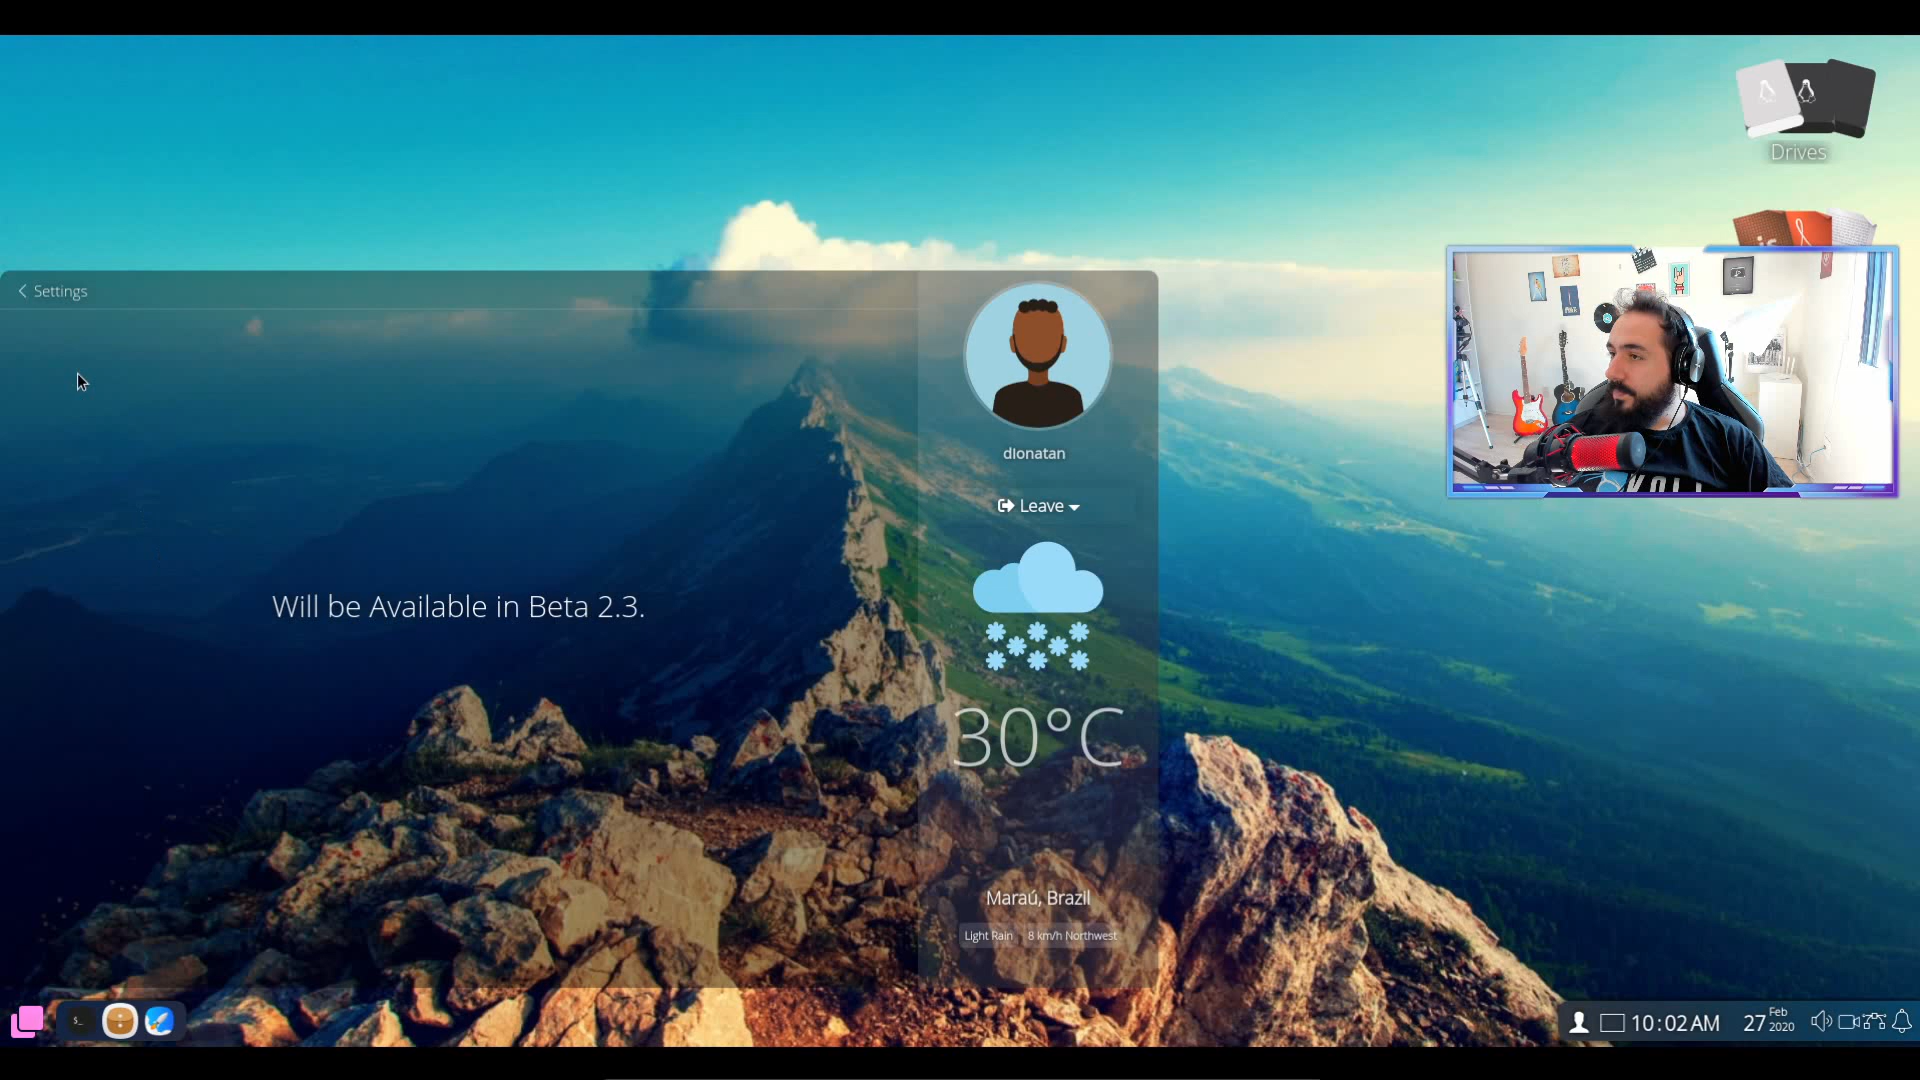 Drives
Settings
dionatan
Leave
Will be Available in Beta 2.3.
30°C
Maraú, Brazil
Light Rain 8 km/h Northwest
$_
10:02 AM 27 Feb 2020